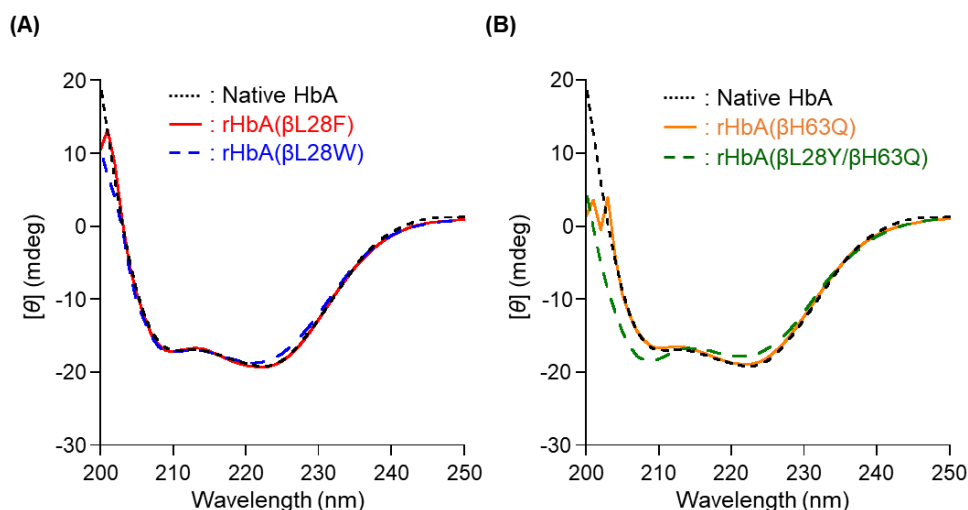 (A)
20
10
0
-10
-20
-30
[θ] (mdeg)
: Native HbA
: rHbA(βL28F)
: rHbA(βL28W)
200 210 220 230 240 250
Wavelength (nm)
(B)
20
10
0
-10
-20
-30
[θ] (mdeg)
: Native HbA
: rHbA(βH63Q)
: rHbA(βL28Y/βH63Q)
200 210 220 230 240 250
Wavelength (nm)